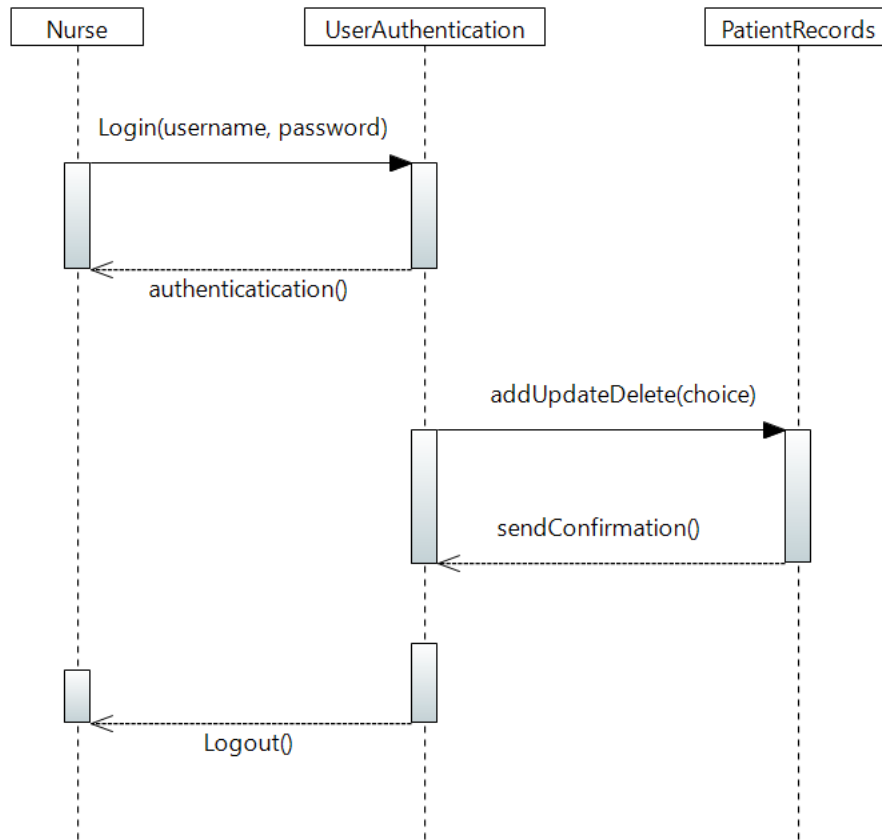 Nurse
UserAuthentication
PatientRecords
Login(username, password)
authenticatication()
addUpdateDelete(choice)
sendConfirmation()
Logout()